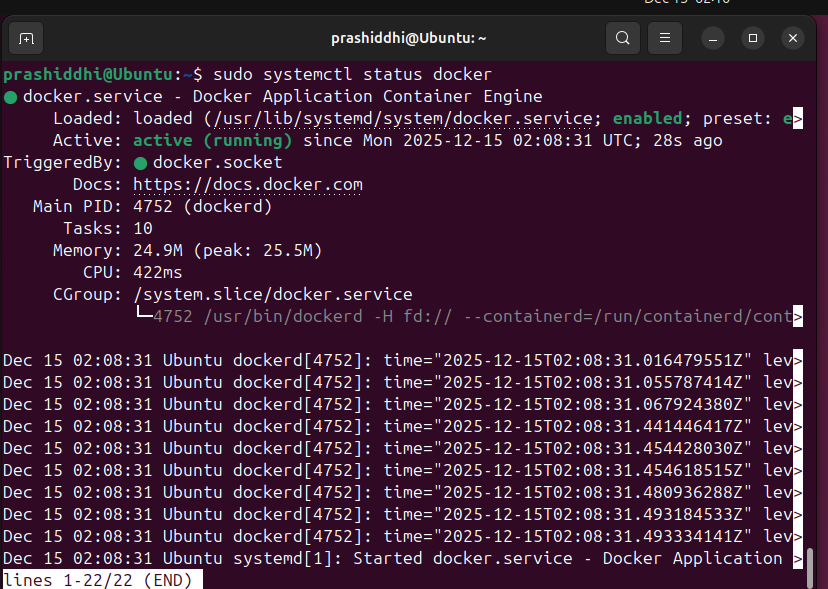 Dec 15 02:10
prashiddhi@Ubuntu: ~
prashiddhi@Ubuntu:~$ sudo systemctl status docker
● docker.service - Docker Application Container Engine
     Loaded: loaded (/usr/lib/systemd/system/docker.service; enabled; preset: e>
     Active: active (running) since Mon 2025-12-15 02:08:31 UTC; 28s ago
TriggeredBy: ● docker.socket
       Docs: https://docs.docker.com
   Main PID: 4752 (dockerd)
      Tasks: 10
     Memory: 24.9M (peak: 25.5M)
        CPU: 422ms
     CGroup: /system.slice/docker.service
             └─4752 /usr/bin/dockerd -H fd:// --containerd=/run/containerd/cont>
Dec 15 02:08:31 Ubuntu dockerd[4752]: time="2025-12-15T02:08:31.016479551Z" lev>
Dec 15 02:08:31 Ubuntu dockerd[4752]: time="2025-12-15T02:08:31.055787414Z" lev>
Dec 15 02:08:31 Ubuntu dockerd[4752]: time="2025-12-15T02:08:31.067924380Z" lev>
Dec 15 02:08:31 Ubuntu dockerd[4752]: time="2025-12-15T02:08:31.441446417Z" lev>
Dec 15 02:08:31 Ubuntu dockerd[4752]: time="2025-12-15T02:08:31.454428030Z" lev>
Dec 15 02:08:31 Ubuntu dockerd[4752]: time="2025-12-15T02:08:31.454618515Z" lev>
Dec 15 02:08:31 Ubuntu dockerd[4752]: time="2025-12-15T02:08:31.480936288Z" lev>
Dec 15 02:08:31 Ubuntu dockerd[4752]: time="2025-12-15T02:08:31.493184533Z" lev>
Dec 15 02:08:31 Ubuntu dockerd[4752]: time="2025-12-15T02:08:31.493334141Z" lev>
Dec 15 02:08:31 Ubuntu systemd[1]: Started docker.service - Docker Application >
lines 1-22/22 (END)